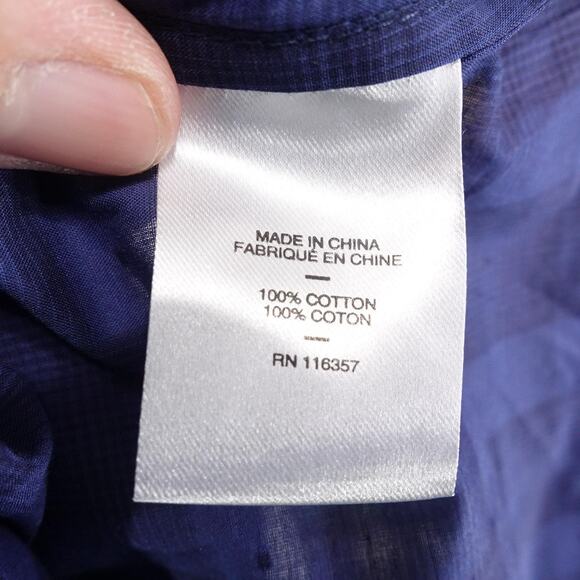 MADE IN CHINA
FABRIQUÉ EN CHINE
100% COTTON
100% COTON
RN 116357